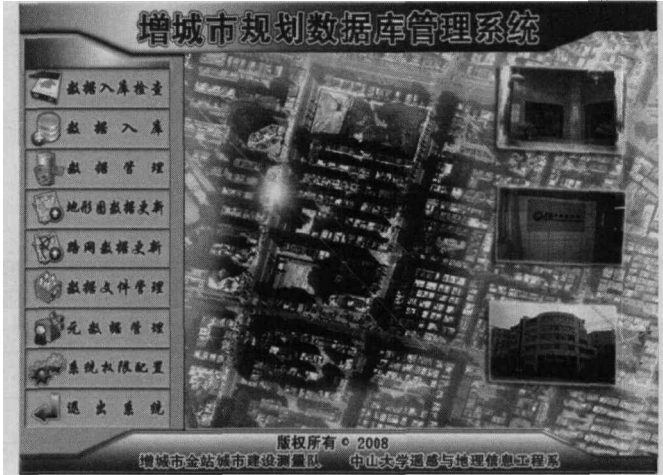 增城市规划数据库管理系统
数据入库检查
数据入库
数据管理
地形图数据更新
路网数据更新
数据文件管理
元数据管理
系统权限配置
退出系统
版权所有 © 2008
增城市金站城市建设测量队 中山大学遥感与地理信息工程系